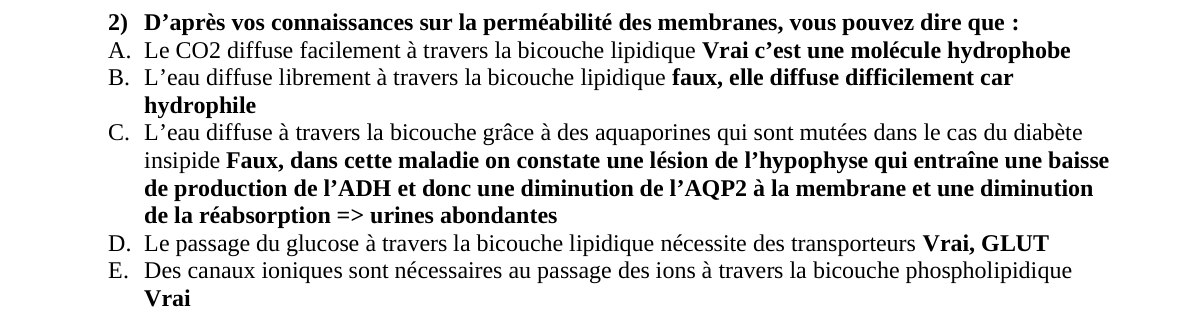 2) D’après vos connaissances sur la perméabilité des membranes, vous pouvez dire que :
A. Le CO2 diffuse facilement à travers la bicouche lipidique Vrai c’est une molécule hydrophobe
B. L’eau diffuse librement à travers la bicouche lipidique faux, elle diffuse difficilement car
hydrophile
C. L’eau diffuse à travers la bicouche grâce à des aquaporines qui sont mutées dans le cas du diabète
insipide Faux, dans cette maladie on constate une lésion de l’hypophyse qui entraîne une baisse
de production de l’ADH et donc une diminution de l’AQP2 à la membrane et une diminution
de la réabsorption => urines abondantes
D. Le passage du glucose à travers la bicouche lipidique nécessite des transporteurs Vrai, GLUT
E. Des canaux ioniques sont nécessaires au passage des ions à travers la bicouche phospholipidique
Vrai